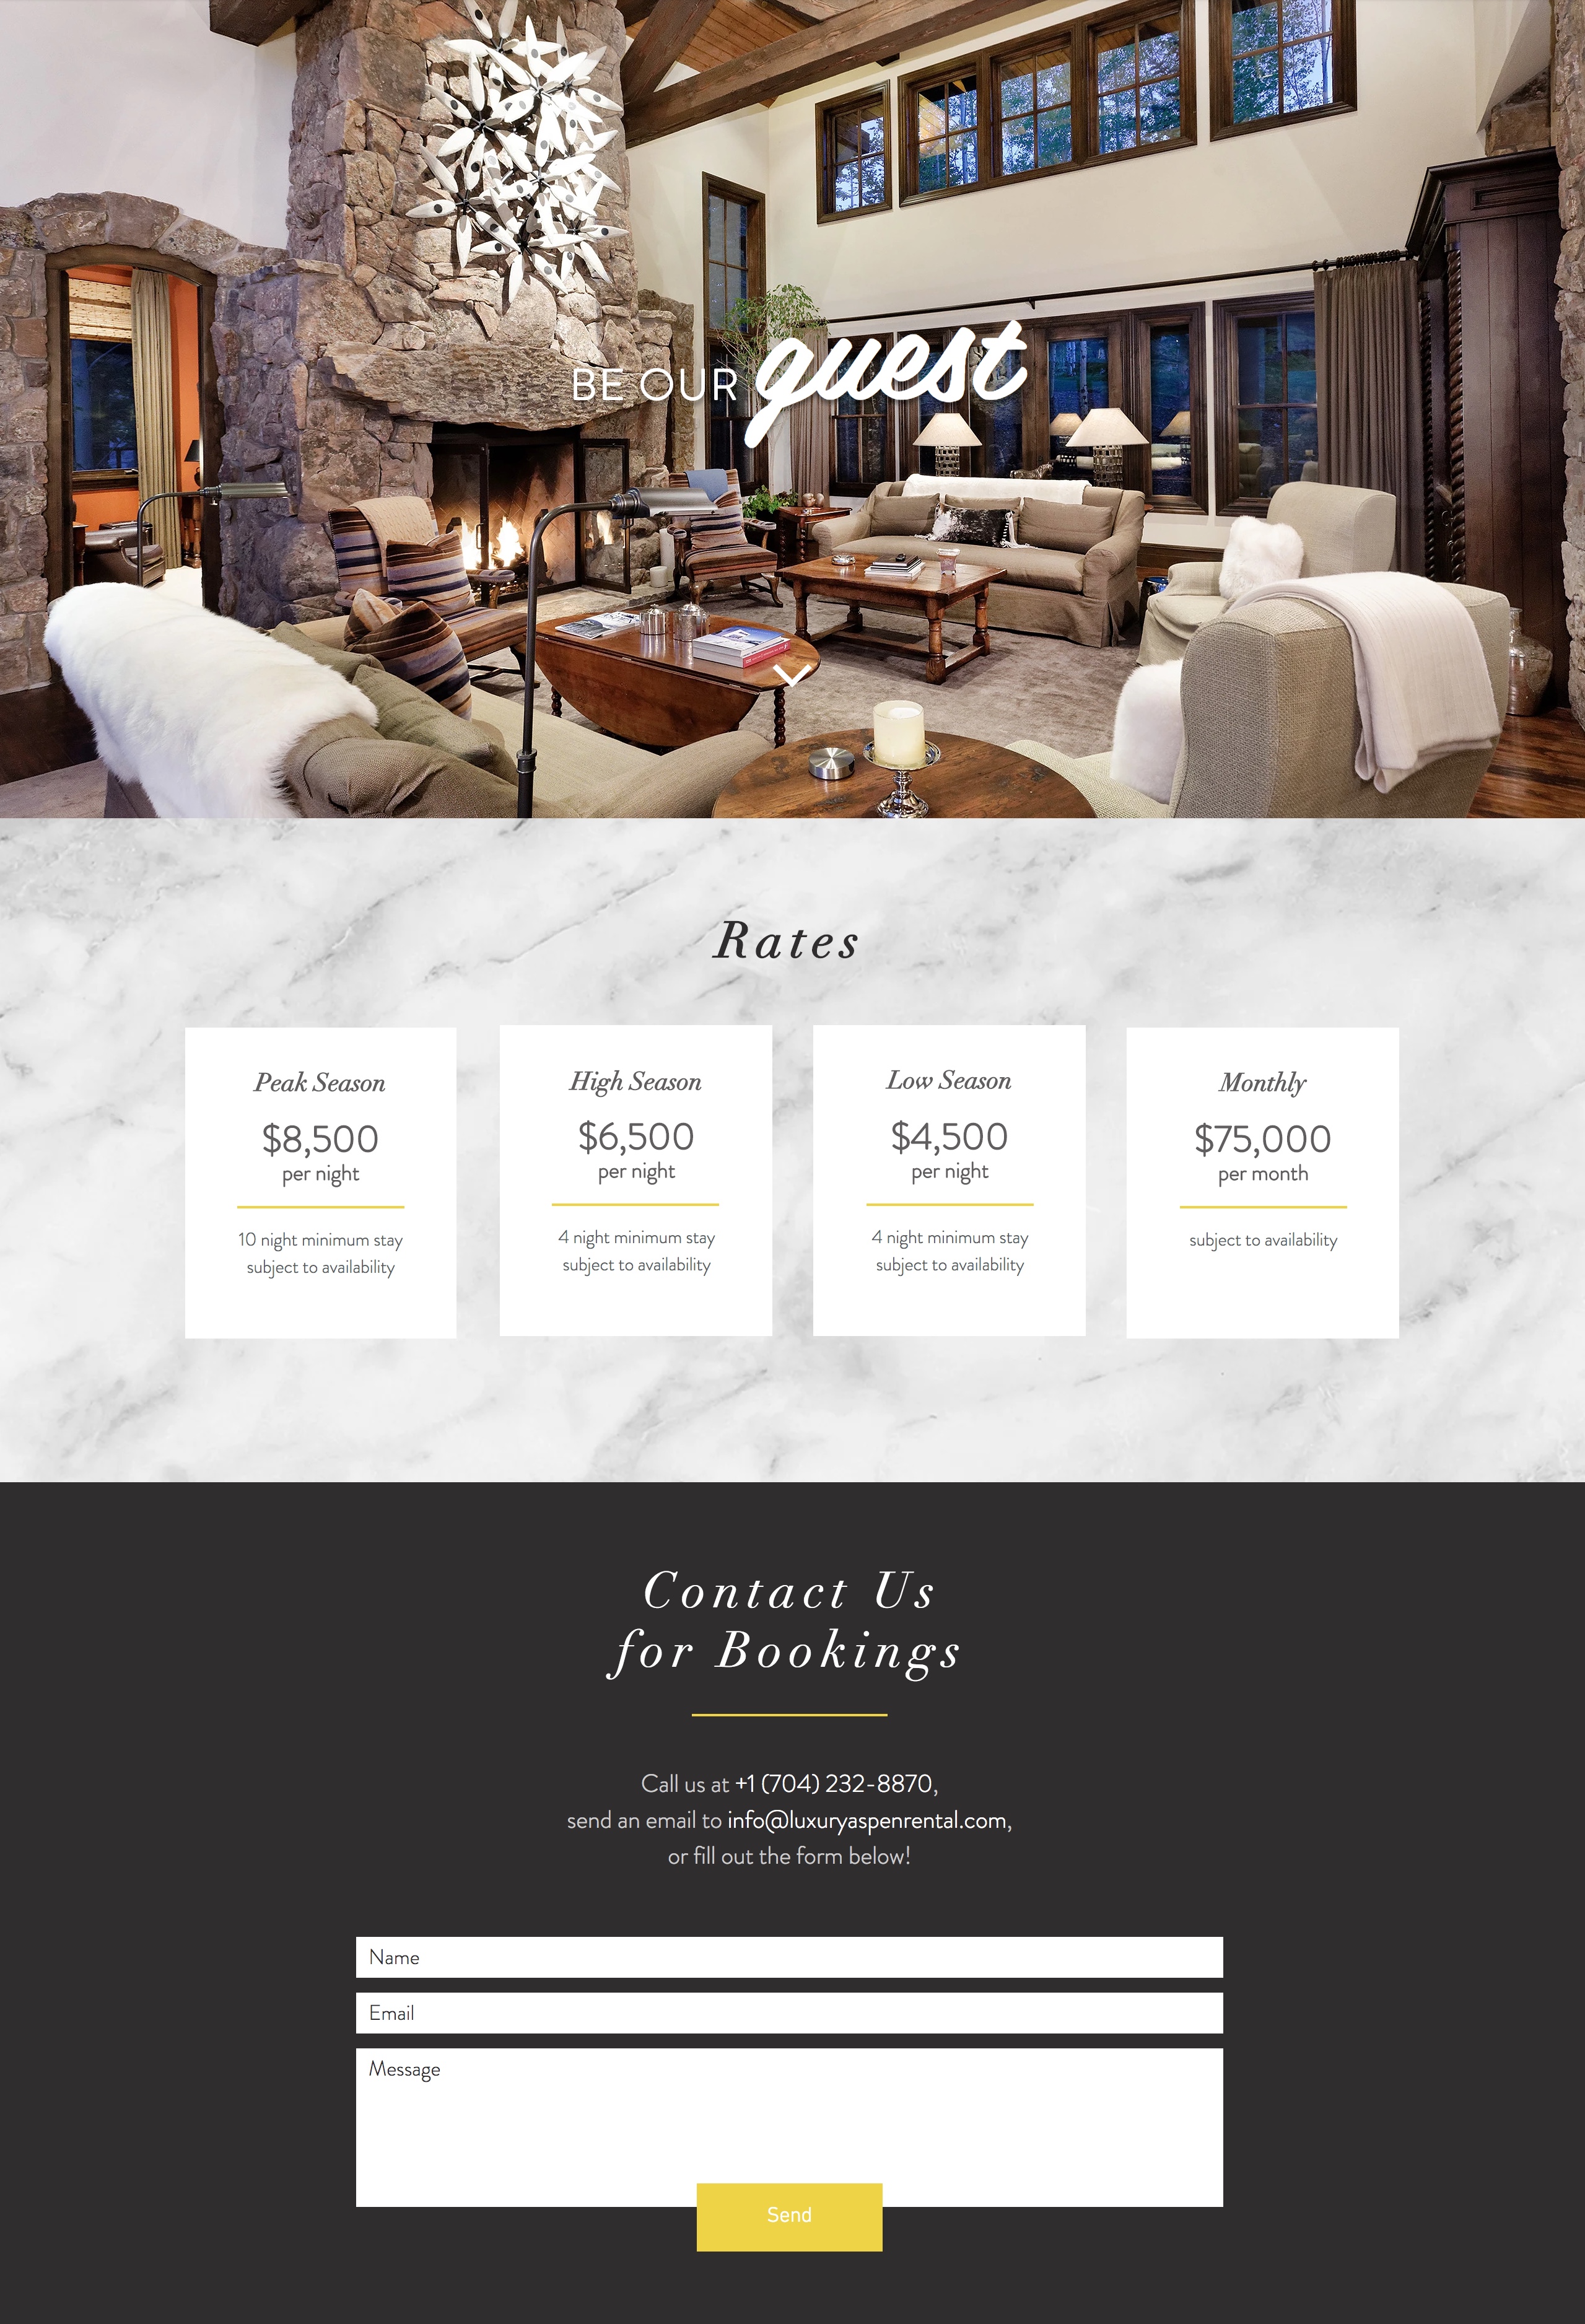 BE OUR guest
Rates
Peak Season
$8,500
per night
10 night minimum stay
subject to availability
High Season
$6,500
per night
4 night minimum stay
subject to availability
Low Season
$4,500
per night
4 night minimum stay
subject to availability
Monthly
$75,000
per month
subject to availability
Contact Us
for Bookings
Call us at +1 (704) 232-8870,
send an email to info@luxuryaspenrental.com,
or fill out the form below!
Name
Email
Message
Send